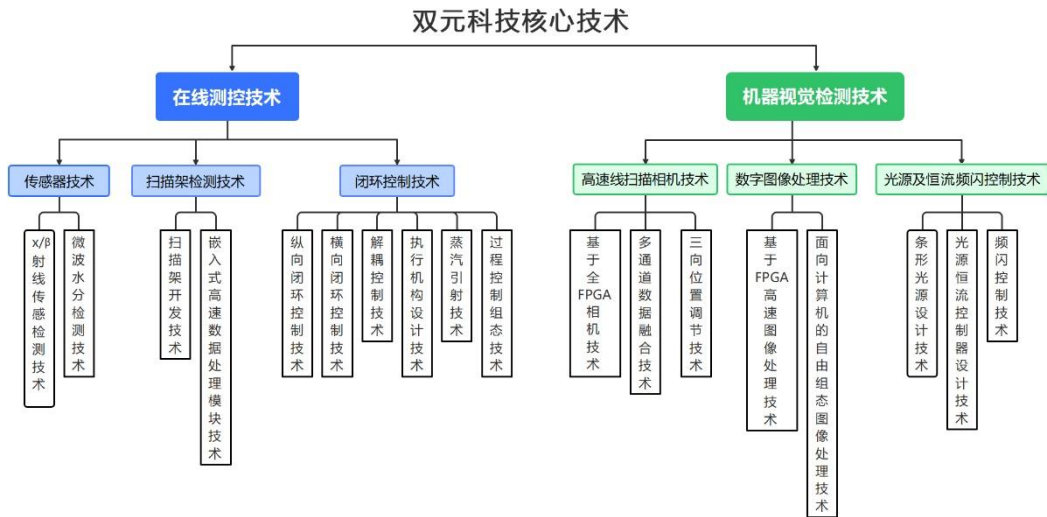 双元科技核心技术
在线测控技术
机器视觉检测技术
传感器技术
扫描架检测技术
闭环控制技术
高速线扫描相机技术
数字图像处理技术
光源及恒流频闪控制技术
x/β射线传感检测技术
微波水分检测技术
扫描架开发技术
嵌入式高速数据处理模块技术
纵向闭环控制技术
横向闭环控制技术
解耦控制技术
执行机构设计技术
蒸汽引射技术
过程控制组态技术
基于全FPGA相机技术
多通道数据融合技术
三向位置调节技术
基于FPGA高速图像处理技术
面向计算机的自由组态图像处理技术
条形光源设计技术
光源恒流控制器设计技术
频闪控制技术